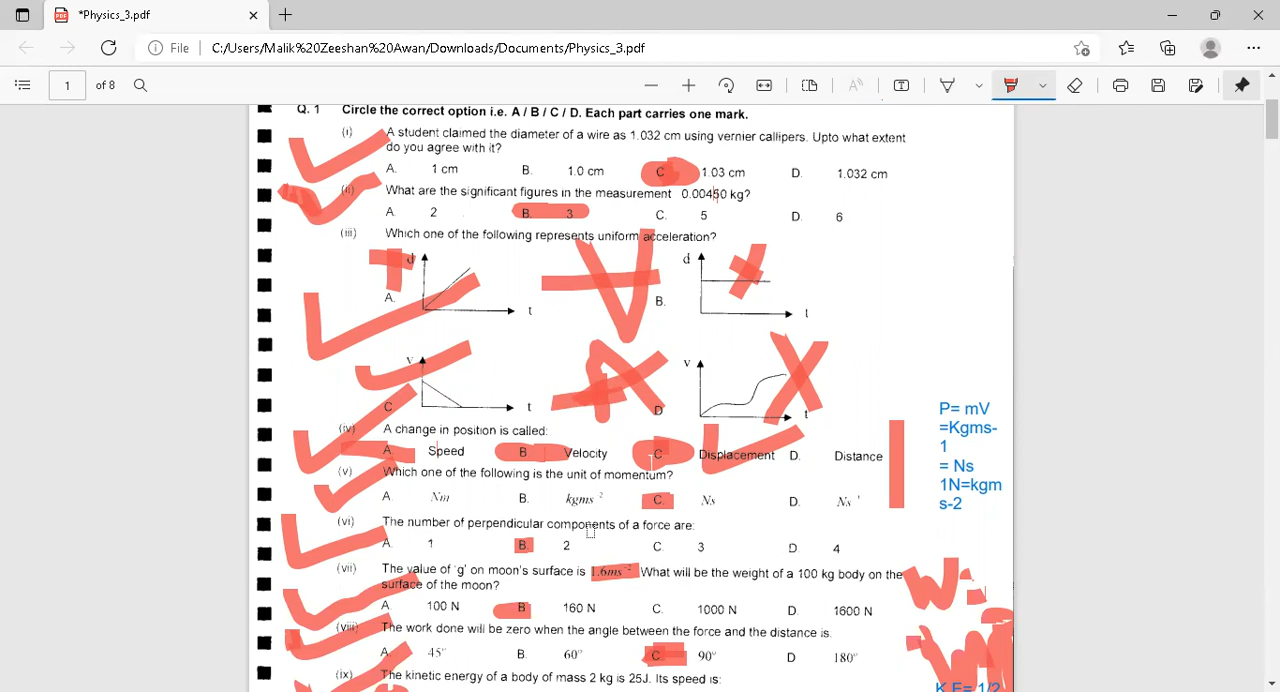 *Physics_3.pdf
File C:/Users/Malik%20Zeeshan%20Awan/Downloads/Documents/Physics_3.pdf
1 of 8
Q. 1 Circle the correct option i.e. A / B / C / D. Each part carries one mark.
(i) A student claimed the diameter of a wire as 1.032 cm using vernier callipers. Upto what extent
do you agree with it?
A. 1 cm B. 1.0 cm C 1.03 cm D. 1.032 cm
(ii) What are the significant figures in the measurement 0.00450 kg?
A. 2 B. 3 C. 5 D. 6
(iii) Which one of the following represents uniform acceleration?
d
A. t
d
B. t
v
C t
v
D t
(iv) A change in position is called:
A. Speed B Velocity C Displacement D. Distance
(v) Which one of the following is the unit of momentum?
A. Nm B. kgms⁻² C. Ns D. Ns⁻¹
(vi) The number of perpendicular components of a force are:
A. 1 B. 2 C. 3 D. 4
(vii) The value of 'g' on moon's surface is 1.6ms⁻². What will be the weight of a 100 kg body on the
surface of the moon?
A. 100 N B 160 N C. 1000 N D. 1600 N
(viii) The work done will be zero when the angle between the force and the distance is.
A. 45° B. 60° C 90° D 180°
(ix) The kinetic energy of a body of mass 2 kg is 25J. Its speed is:
P= mV
=Kgms-
1
= Ns
1N=kgm
s-2
K.E= 1/2